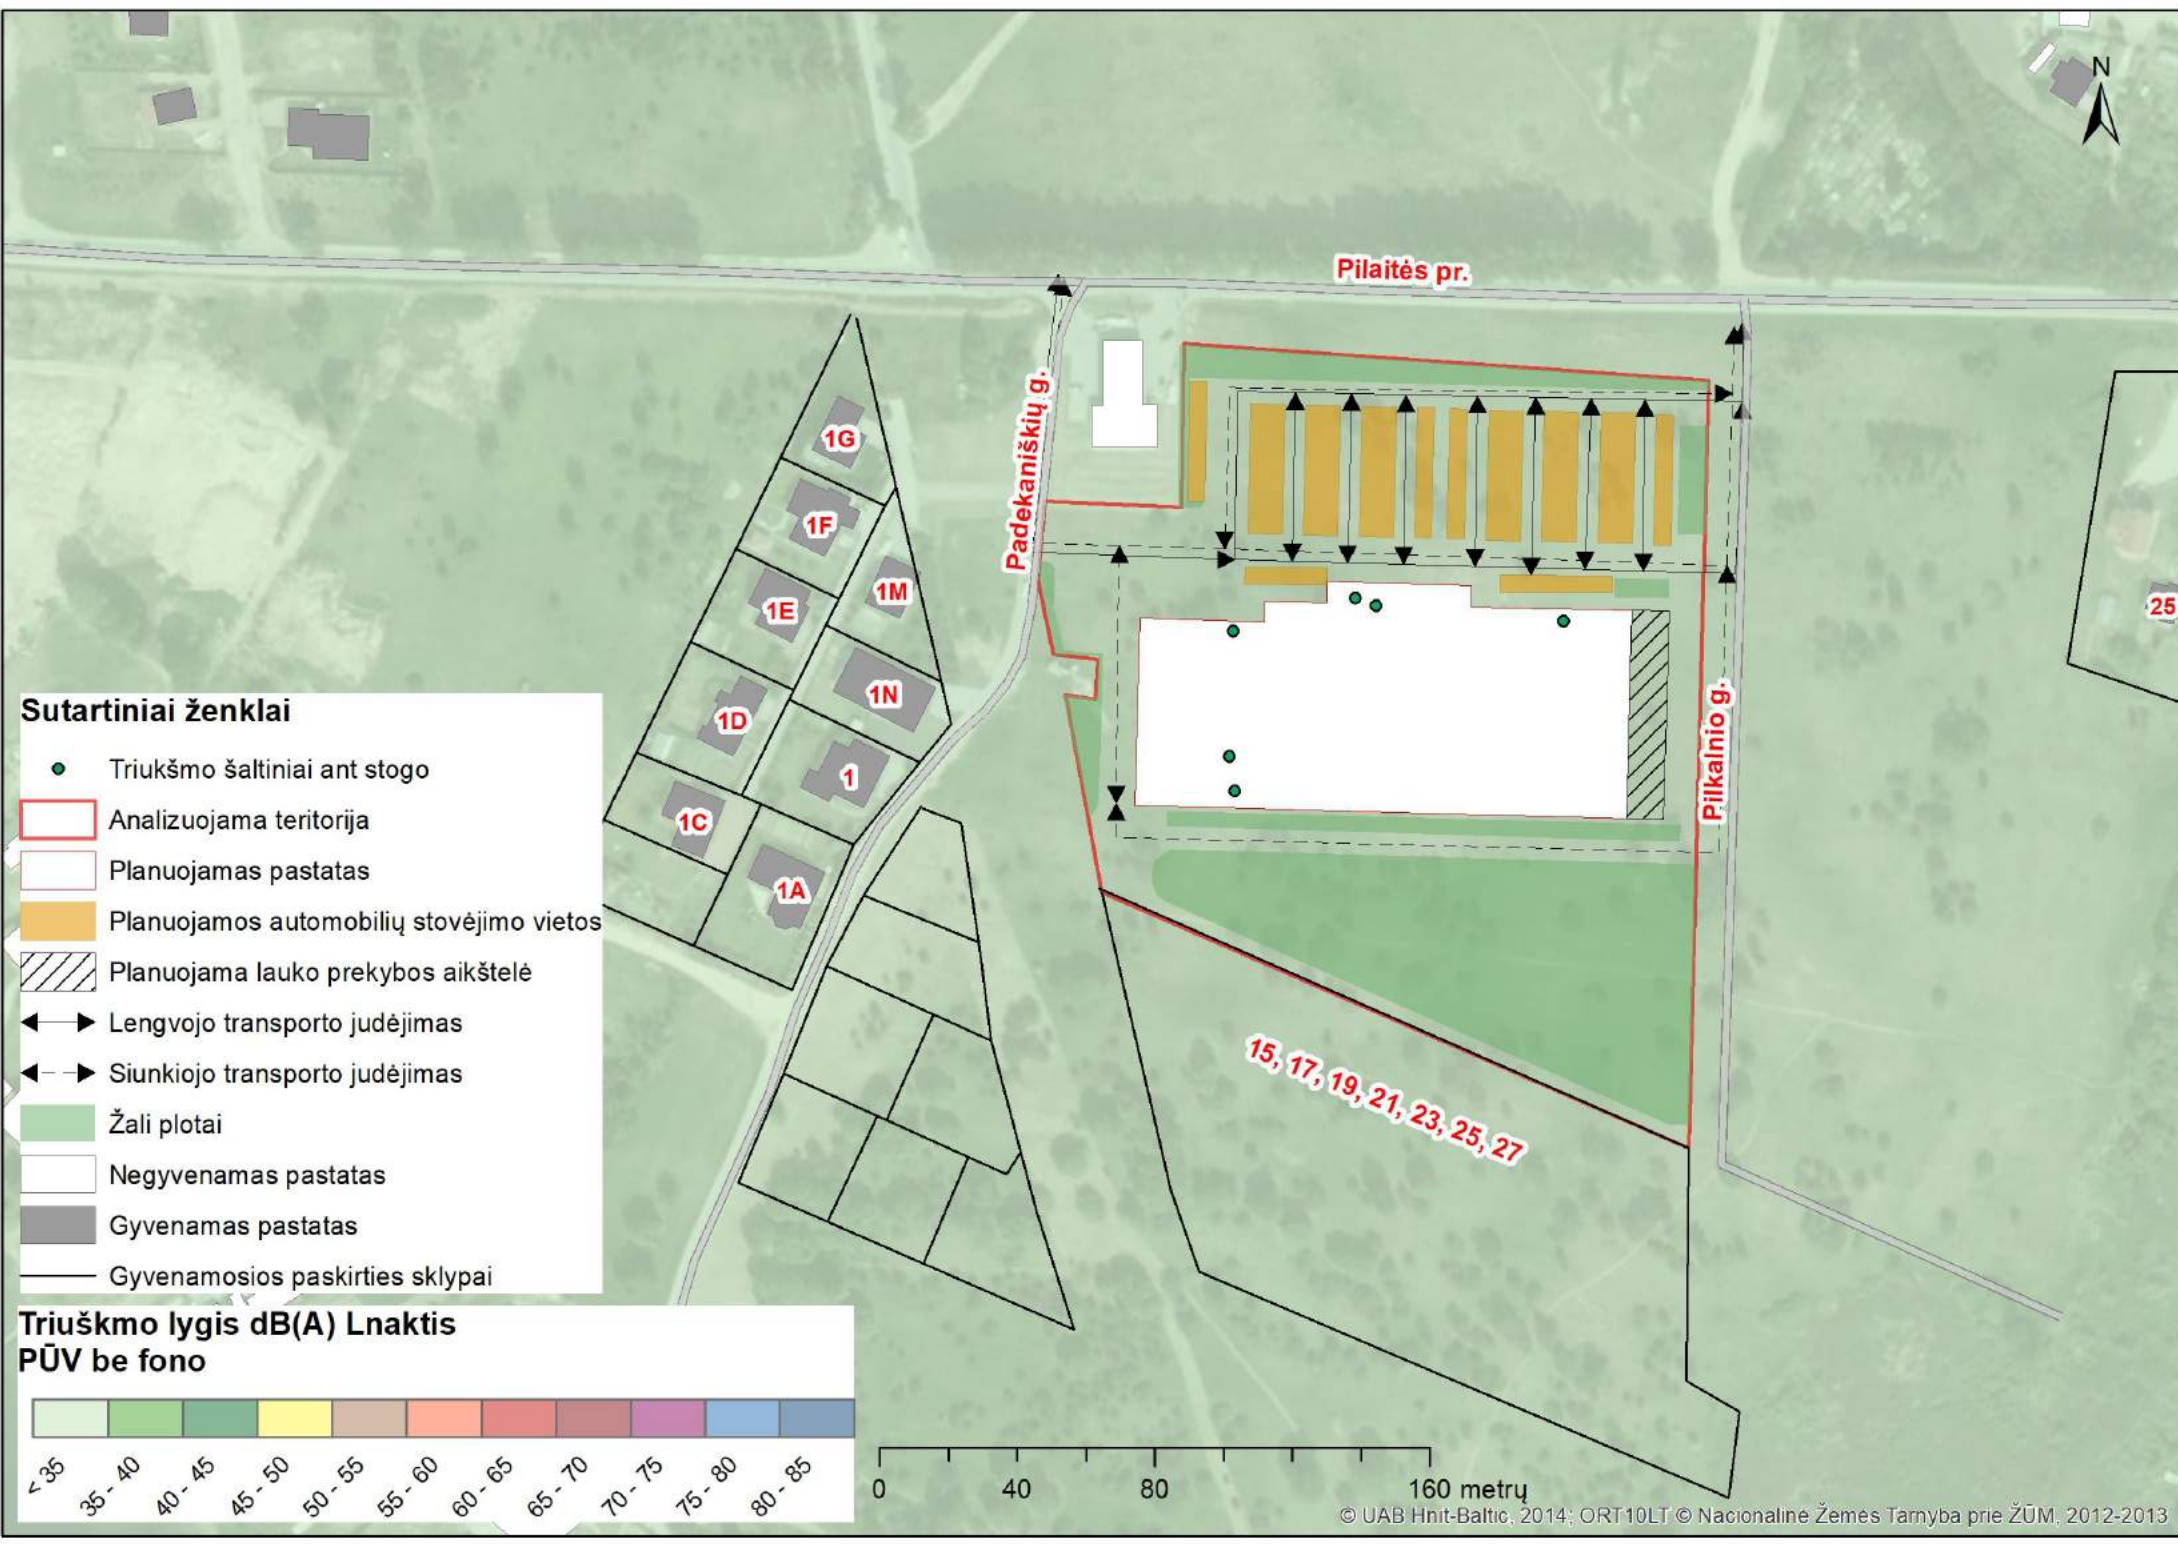 N
Pilaitės pr.
Padekaniškių g.
Pilkalnio g.
1G
1F
1M
1E
1N
1D
1
1C
1A
25
15, 17, 19, 21, 23, 25, 27
Sutartiniai ženklai
Triukšmo šaltiniai ant stogo
Analizuojama teritorija
Planuojamas pastatas
Planuojamos automobilių stovėjimo vietos
Planuojama lauko prekybos aikštelė
Lengvojo transporto judėjimas
Siunkiojo transporto judėjimas
Žali plotai
Negyvenamas pastatas
Gyvenamas pastatas
Gyvenamosios paskirties sklypai
Triuškmo lygis dB(A) Lnaktis
PŪV be fono
< 35
35 - 40
40 - 45
45 - 50
50 - 55
55 - 60
60 - 65
65 - 70
70 - 75
75 - 80
80 - 85
0 40 80 160 metrų
© UAB Hnit-Baltic, 2014; ORT10LT © Nacionalinė Žemės Tarnyba prie ŽŪM, 2012-2013